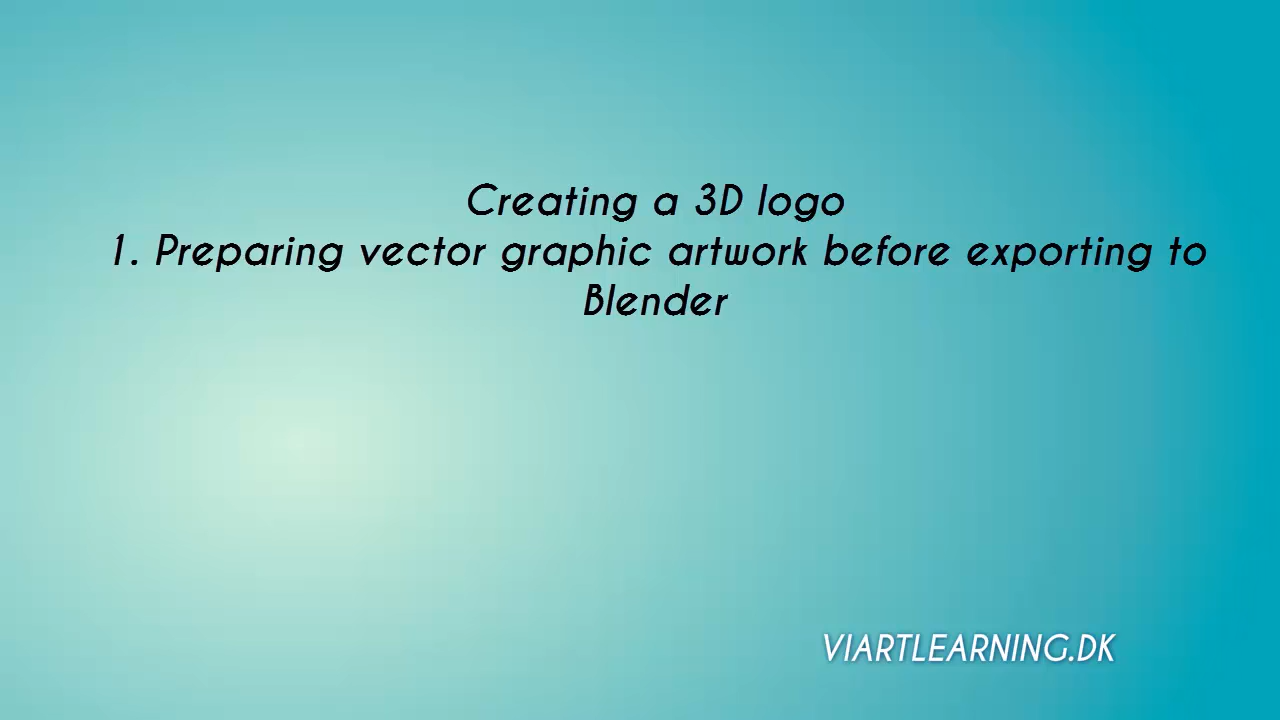 Creating a 3D logo
1. Preparing vector graphic artwork before exporting to
Blender
VIARTLEARNING.DK